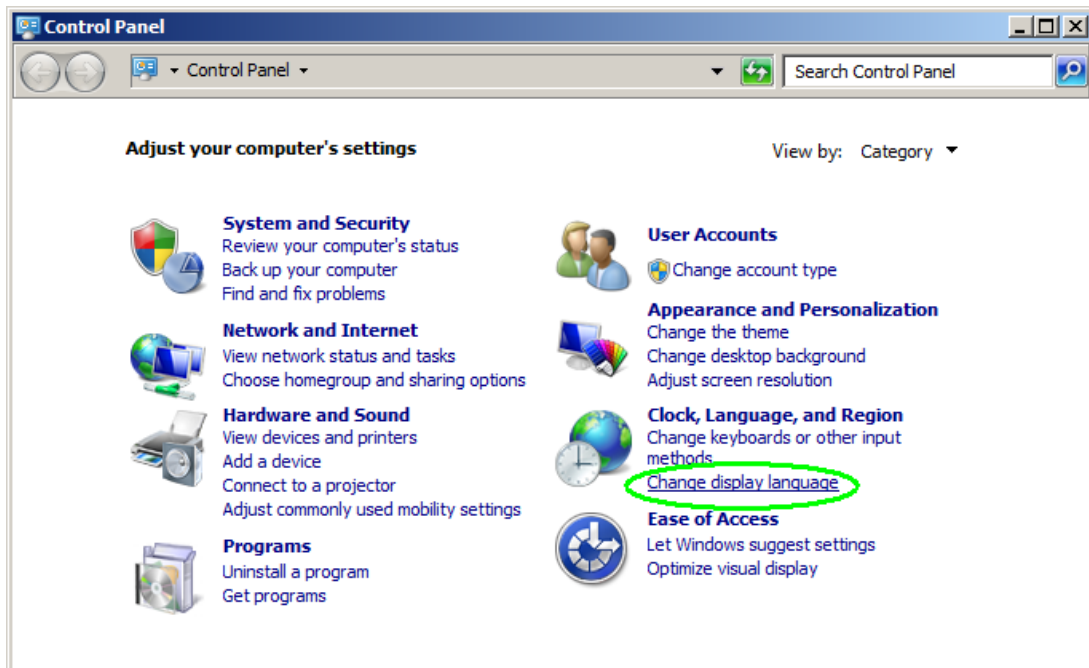 Control Panel
Control Panel
Search Control Panel
Adjust your computer's settings
View by: Category
System and Security
Review your computer's status
Back up your computer
Find and fix problems
Network and Internet
View network status and tasks
Choose homegroup and sharing options
Hardware and Sound
View devices and printers
Add a device
Connect to a projector
Adjust commonly used mobility settings
Programs
Uninstall a program
Get programs
User Accounts
Change account type
Appearance and Personalization
Change the theme
Change desktop background
Adjust screen resolution
Clock, Language, and Region
Change keyboards or other input
methods
Change display language
Ease of Access
Let Windows suggest settings
Optimize visual display